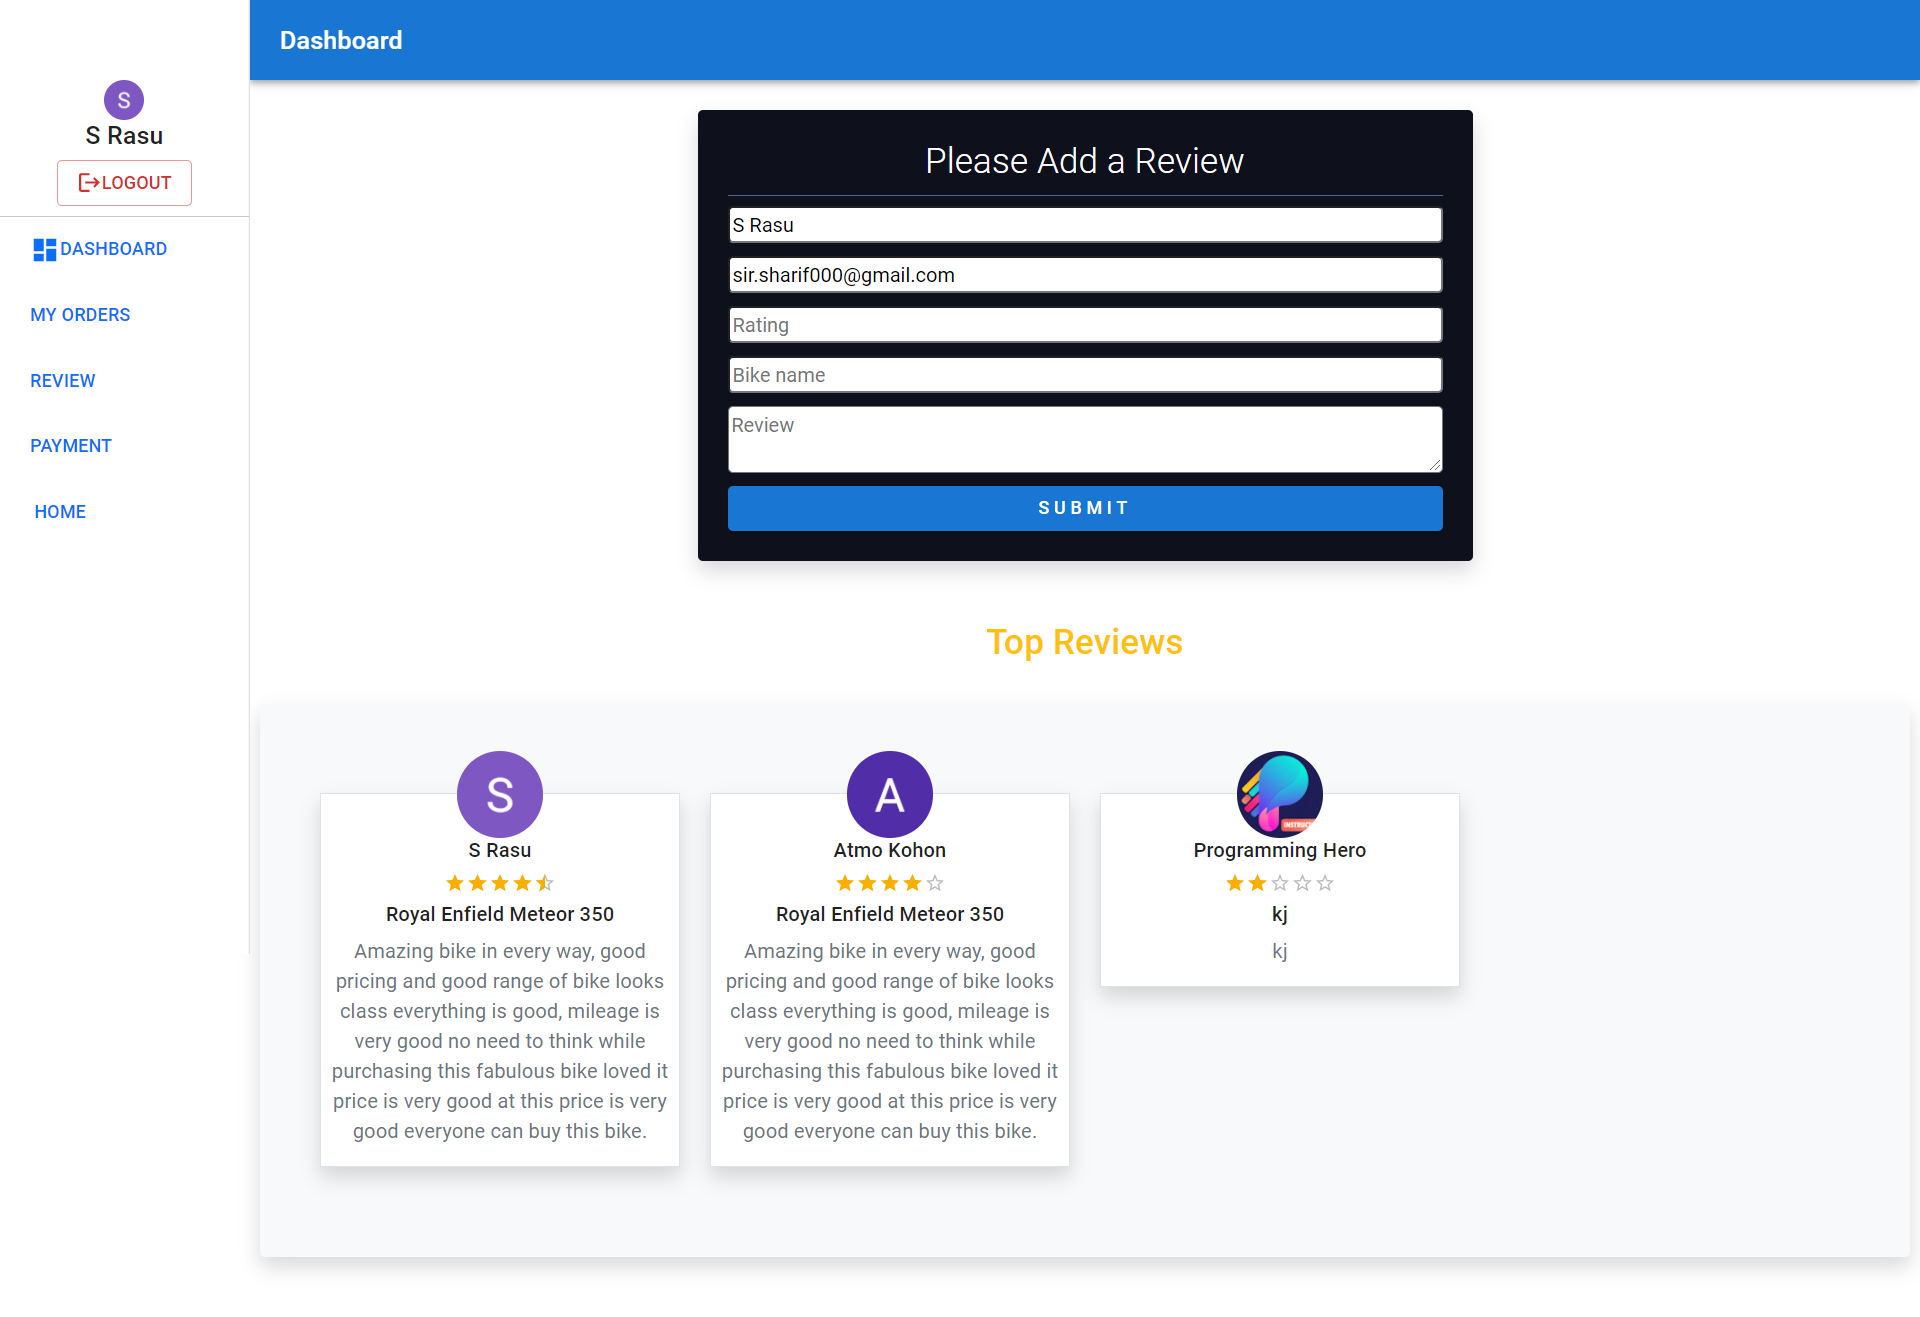 Dashboard
S
S Rasu
LOGOUT
DASHBOARD
MY ORDERS
REVIEW
PAYMENT
HOME
Please Add a Review
S Rasu
sir.sharif000@gmail.com
Rating
Bike name
Review
SUBMIT
Top Reviews
S
S Rasu
Royal Enfield Meteor 350
Amazing bike in every way, good
pricing and good range of bike looks
class everything is good, mileage is
very good no need to think while
purchasing this fabulous bike loved it
price is very good at this price is very
good everyone can buy this bike.
A
Atmo Kohon
Royal Enfield Meteor 350
Amazing bike in every way, good
pricing and good range of bike looks
class everything is good, mileage is
very good no need to think while
purchasing this fabulous bike loved it
price is very good at this price is very
good everyone can buy this bike.
Programming Hero
kj
kj